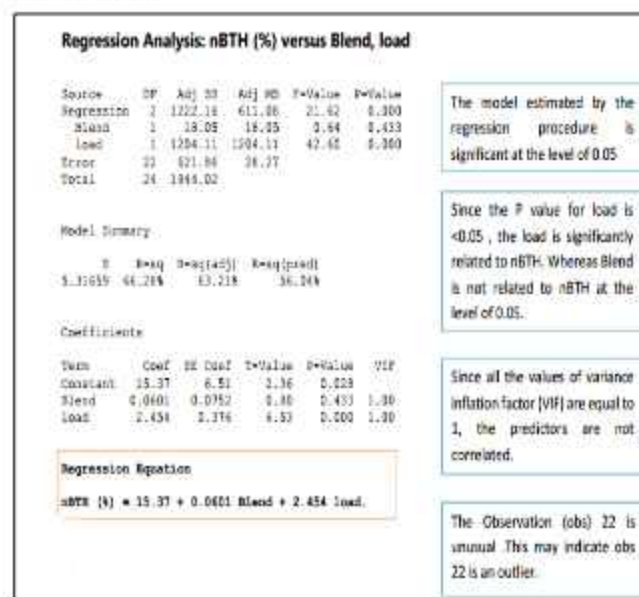 Regression Analysis: nBTH (%) versus Blend, load
Source DF Adj SS Adj MS F-Value P-Value
Regression 2 1222.16 611.08 21.62 0.000
Blend 1 18.05 18.05 0.64 0.433
load 1 1204.11 1204.11 42.60 0.000
Error 22 621.86 28.27
Total 24 1844.02
Model Summary
S R-sq R-sq(adj) R-sq(pred)
5.31659 66.28% 63.21% 56.04%
Coefficients
Term Coef SE Coef T-Value P-Value VIF
Constant 15.37 6.51 2.36 0.028
Blend 0.0601 0.0752 0.80 0.433 1.00
load 2.454 0.376 6.53 0.000 1.00
Regression Equation
nBTH (%) = 15.37 + 0.0601 Blend + 2.454 load.
The model estimated by the
regression procedure is
significant at the level of 0.05
Since the P value for load is
<0.05 , the load is significantly
related to nBTH. Whereas Blend
is not related to nBTH at the
level of 0.05.
Since all the values of variance
inflation factor (VIF) are equal to
1, the predictors are not
correlated.
The Observation (obs) 22 is
unusual .This may indicate obs
22 is an outlier.